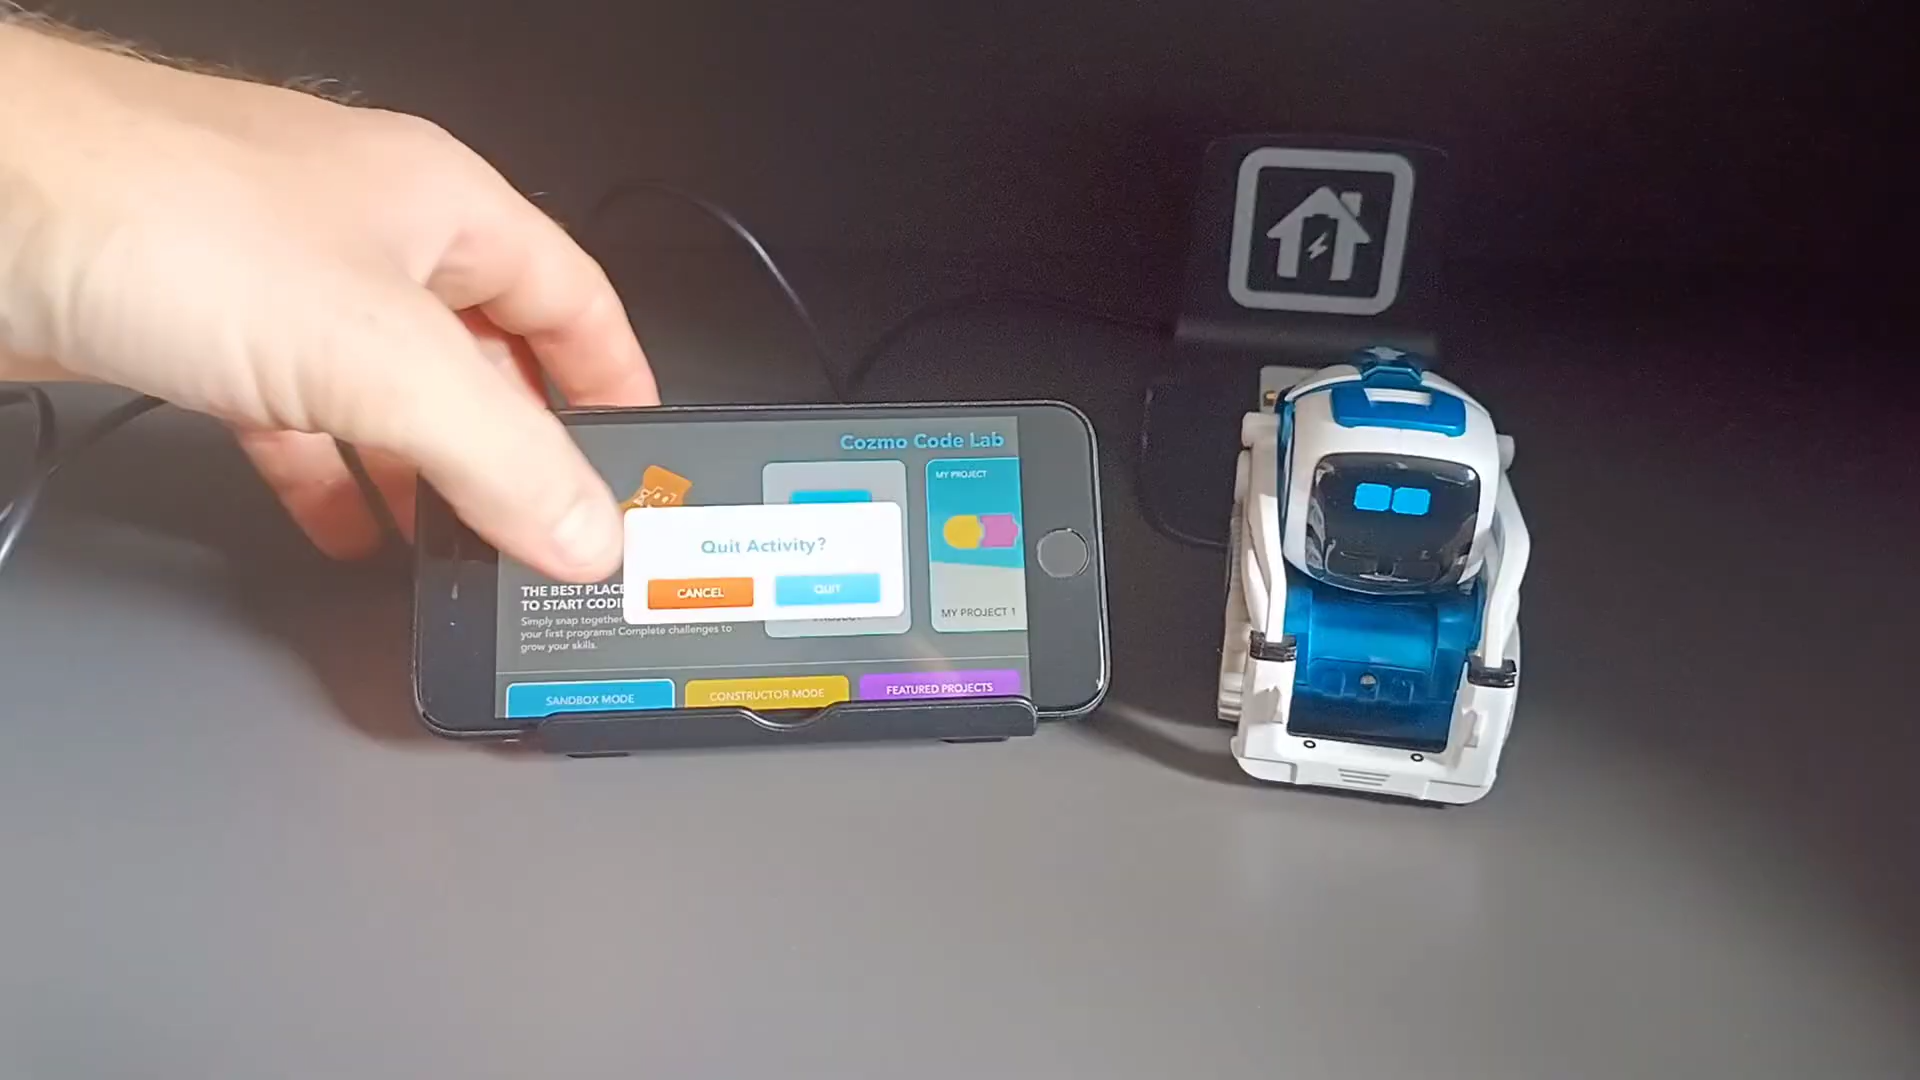 Cozmo Code Lab
MY PROJECT
Quit Activity?
CANCEL
QUIT
THE BEST PLACE
TO START CODI
Simply snap together
your first programs! Complete challenges to
grow your skills.
MY PROJECT 1
SANDBOX MODE
CONSTRUCTOR MODE
FEATURED PROJECTS